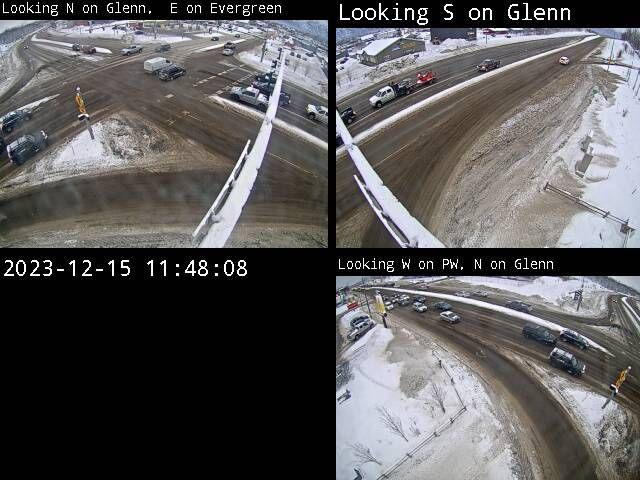 Looking N on Glenn,  E on Evergreen
Looking S on Glenn
2023-12-15 11:48:08
Looking W on PW, N on Glenn